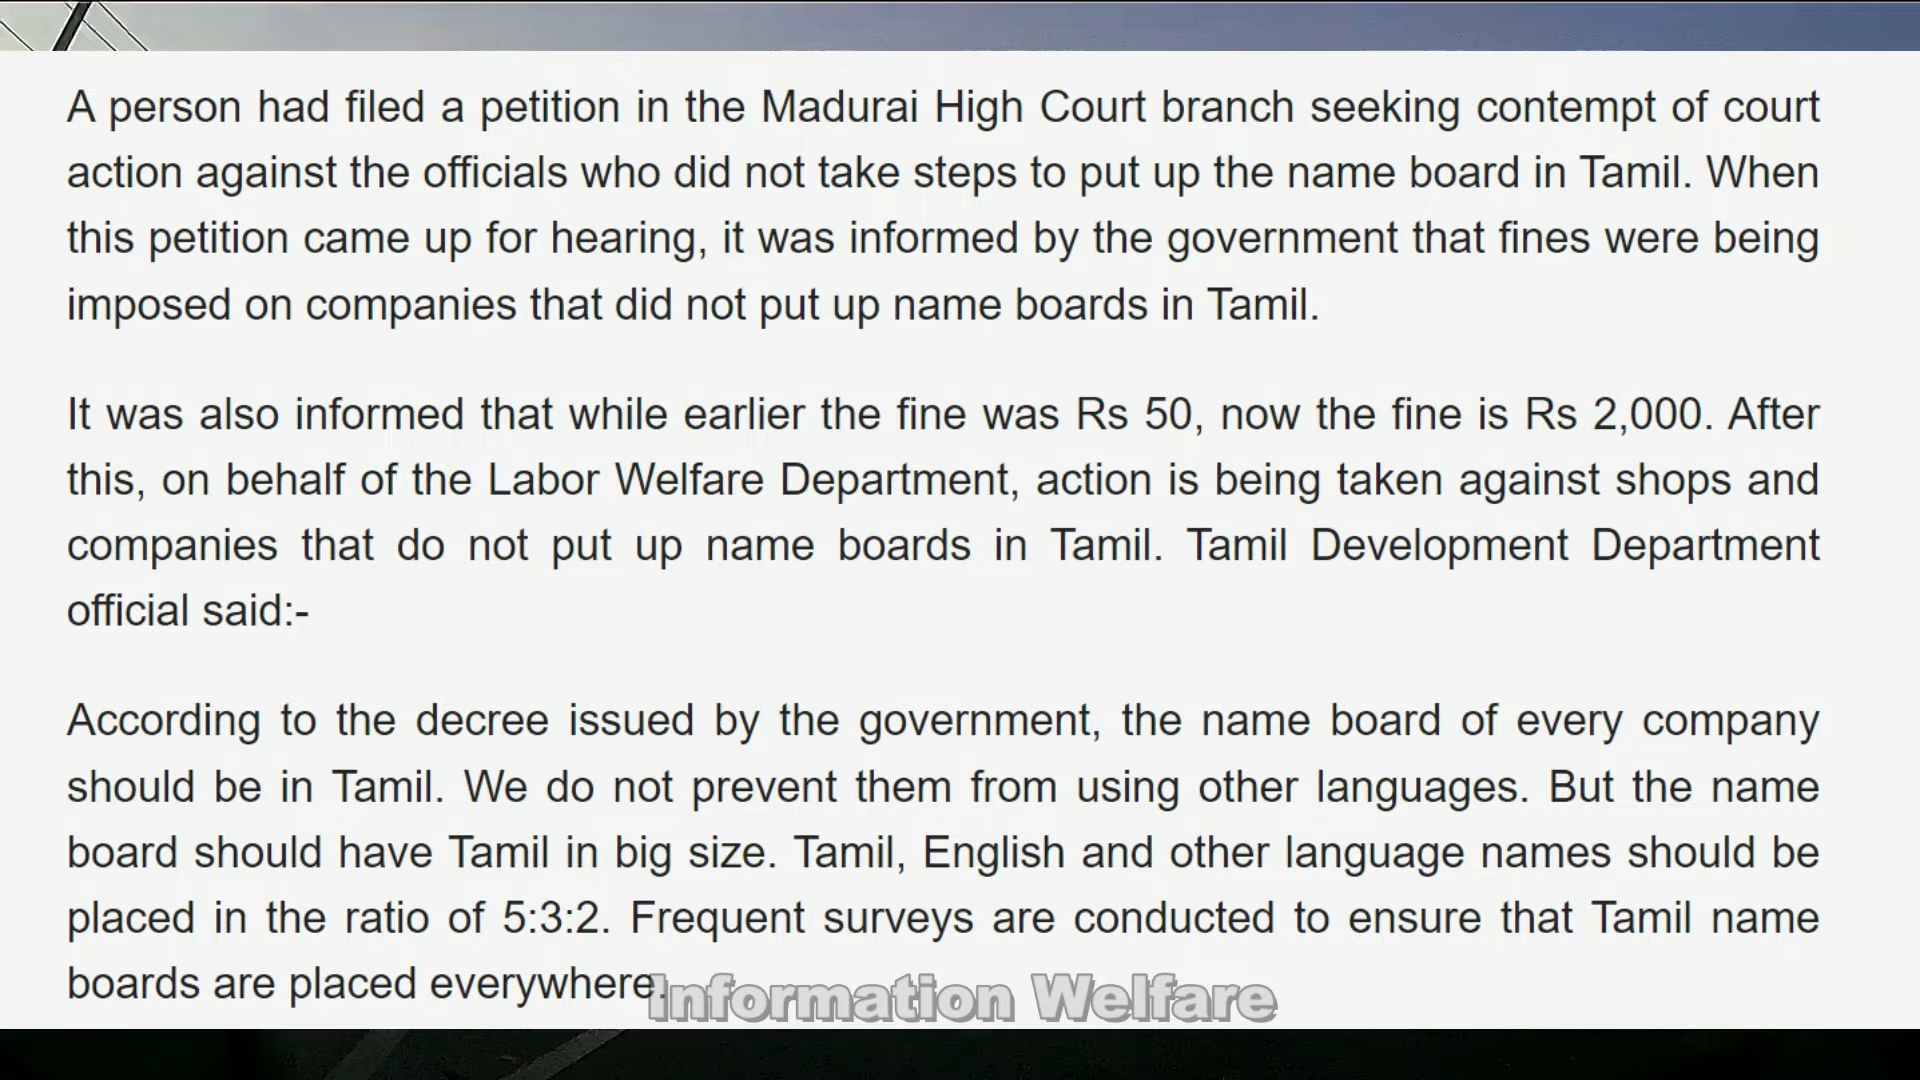 A person had filed a petition in the Madurai High Court branch seeking contempt of court
action against the officials who did not take steps to put up the name board in Tamil. When
this petition came up for hearing, it was informed by the government that fines were being
imposed on companies that did not put up name boards in Tamil.
It was also informed that while earlier the fine was Rs 50, now the fine is Rs 2,000. After
this, on behalf of the Labor Welfare Department, action is being taken against shops and
companies that do not put up name boards in Tamil. Tamil Development Department
official said:-
According to the decree issued by the government, the name board of every company
should be in Tamil. We do not prevent them from using other languages. But the name
board should have Tamil in big size. Tamil, English and other language names should be
placed in the ratio of 5:3:2. Frequent surveys are conducted to ensure that Tamil name
boards are placed everywhere.
Information Welfare